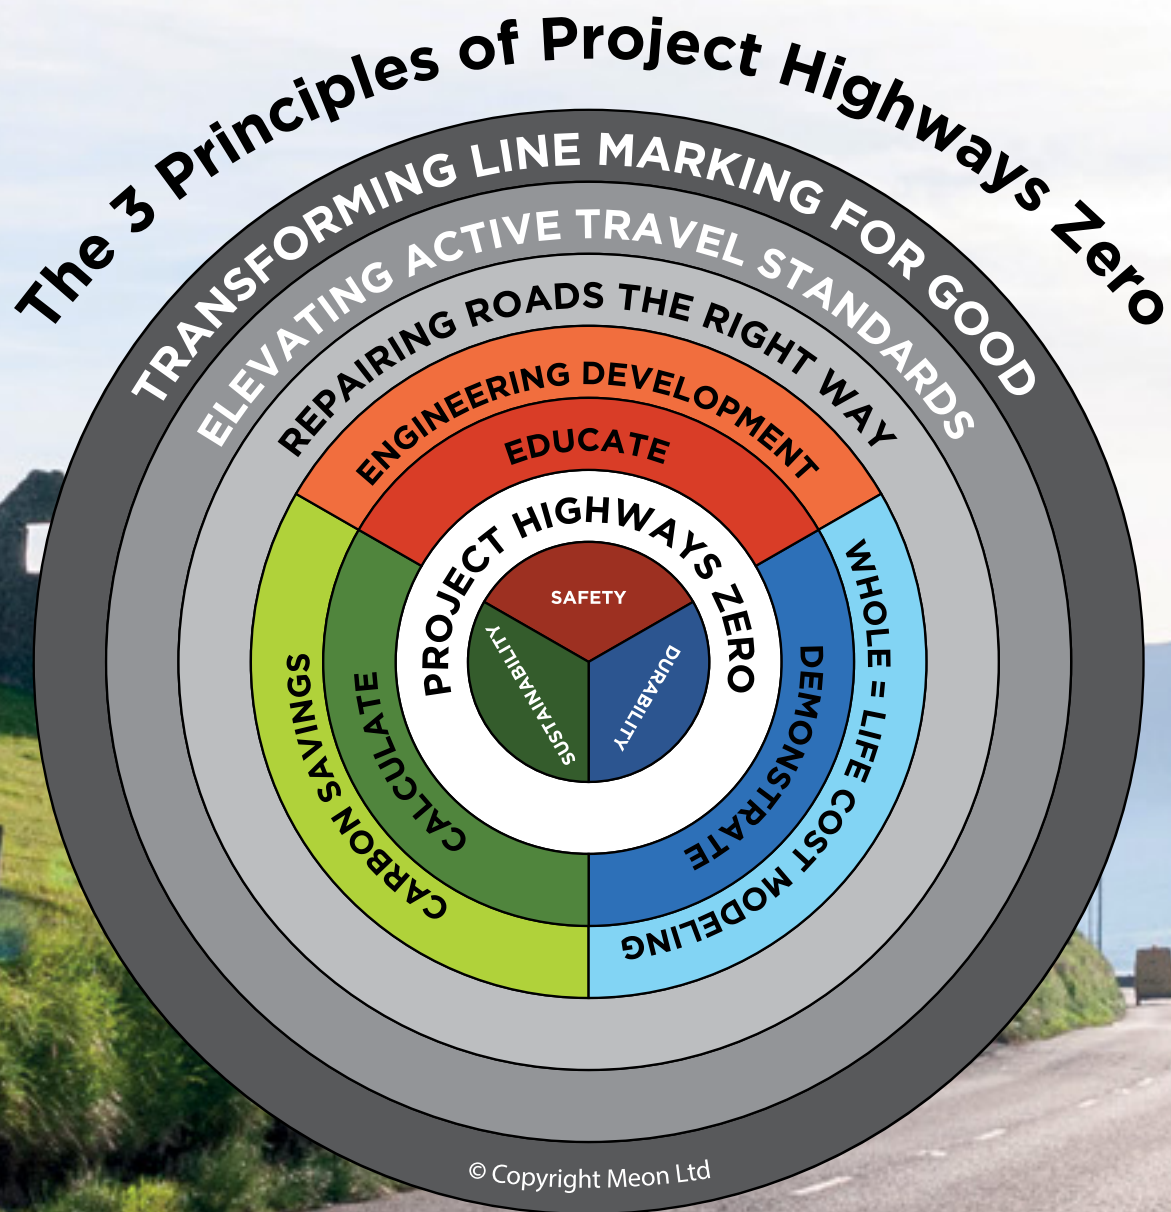 The 3 Principles of Project Highways Zero
TRANSFORMING LINE MARKING FOR GOOD
ELEVATING ACTIVE TRAVEL STANDARDS
REPAIRING ROADS THE RIGHT WAY
ENGINEERING DEVELOPMENT
EDUCATE
PROJECT HIGHWAYS ZERO
SAFETY
SUSTAINABILITY
DURABILITY
CALCULATE
CARBON SAVINGS
DEMONSTRATE
WHOLE = LIFE COST MODELING
© Copyright Meon Ltd